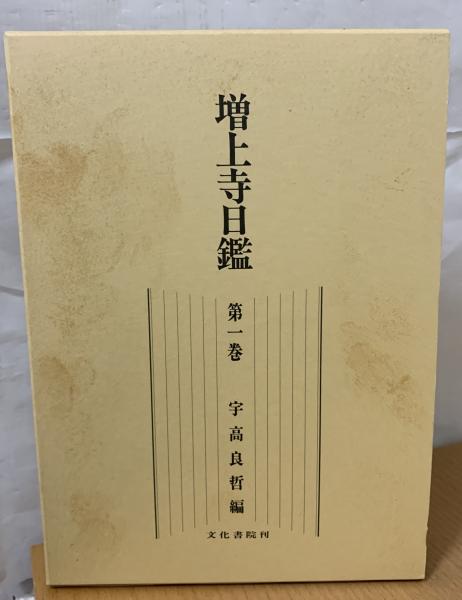 増上寺日鑑
第一巻　宇高良哲編
文化書院刊